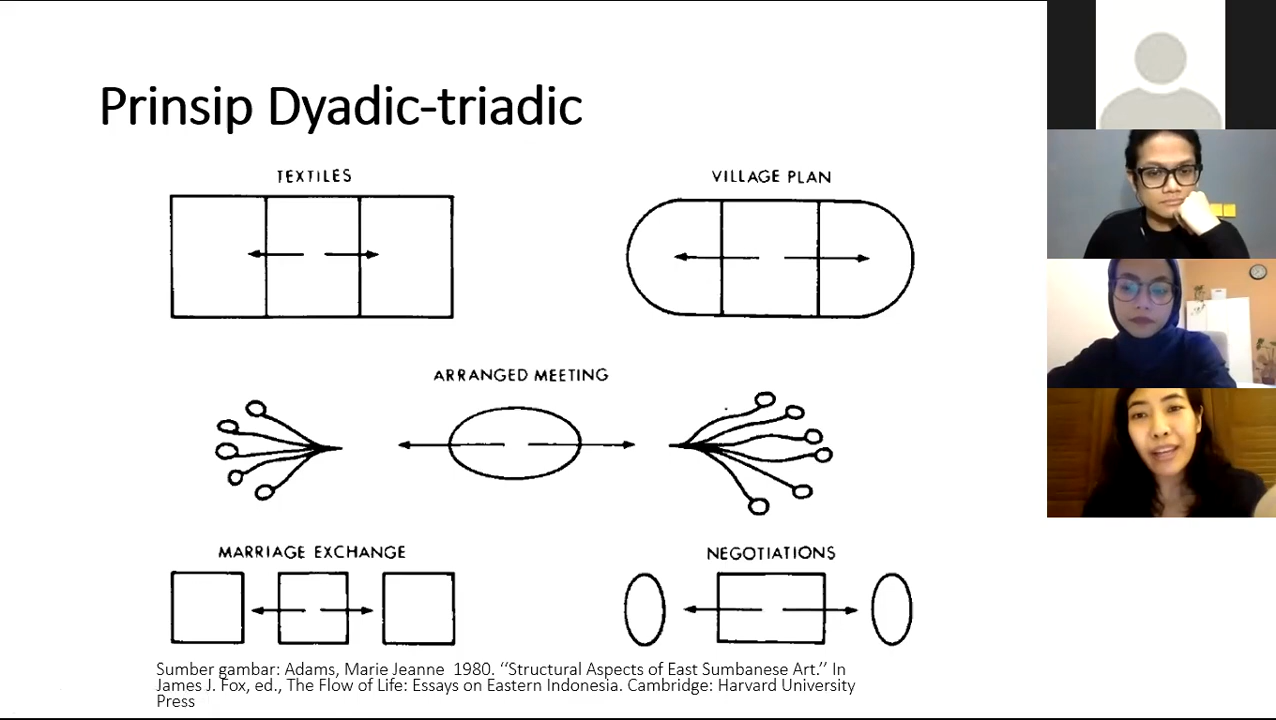 Prinsip Dyadic-triadic
TEXTILES
VILLAGE PLAN
ARRANGED MEETING
MARRIAGE EXCHANGE
NEGOTIATIONS
Sumber gambar: Adams, Marie Jeanne  1980. “Structural Aspects of East Sumbanese Art.” In
James J. Fox, ed., The Flow of Life: Essays on Eastern Indonesia. Cambridge: Harvard University
Press